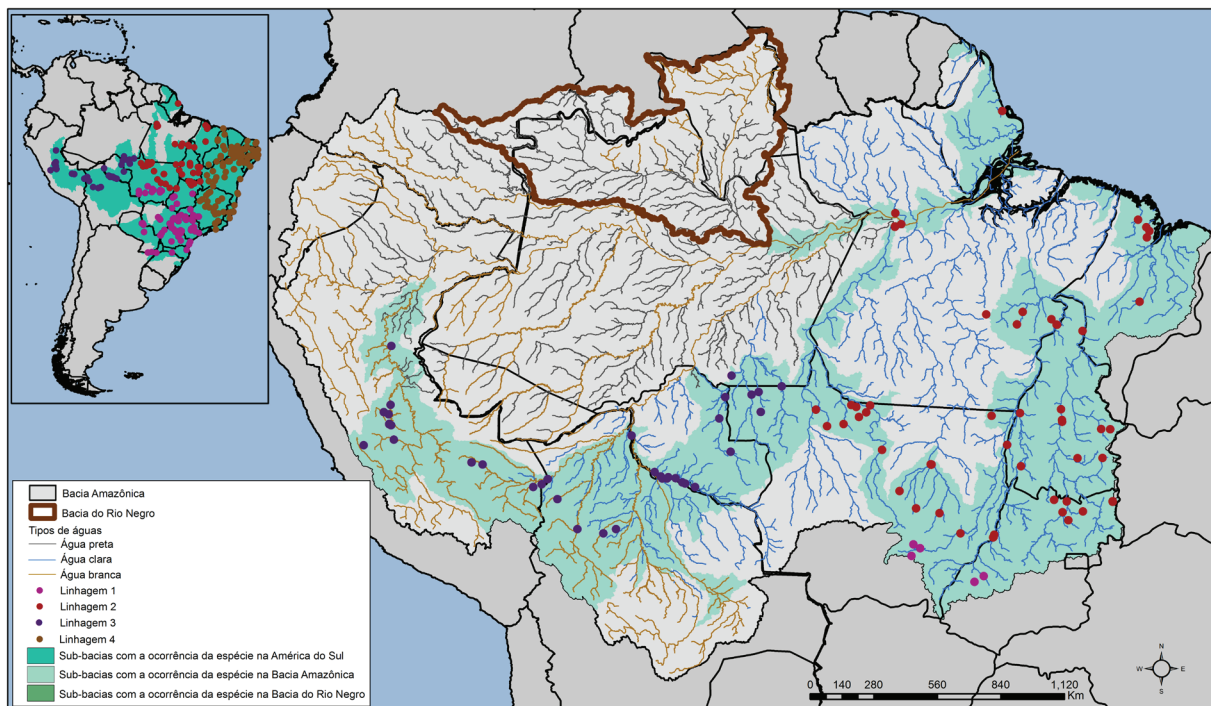 Bacia Amazônica
Bacia do Rio Negro
Tipos de águas
Água preta
Água clara
Água branca
Linhagem 1
Linhagem 2
Linhagem 3
Linhagem 4
Sub-bacias com a ocorrência da espécie na América do Sul
Sub-bacias com a ocorrência da espécie na Bacia Amazônica
Sub-bacias com a ocorrência da espécie na Bacia do Rio Negro
N
W E
S
0 140 280 560 840 1,120
Km